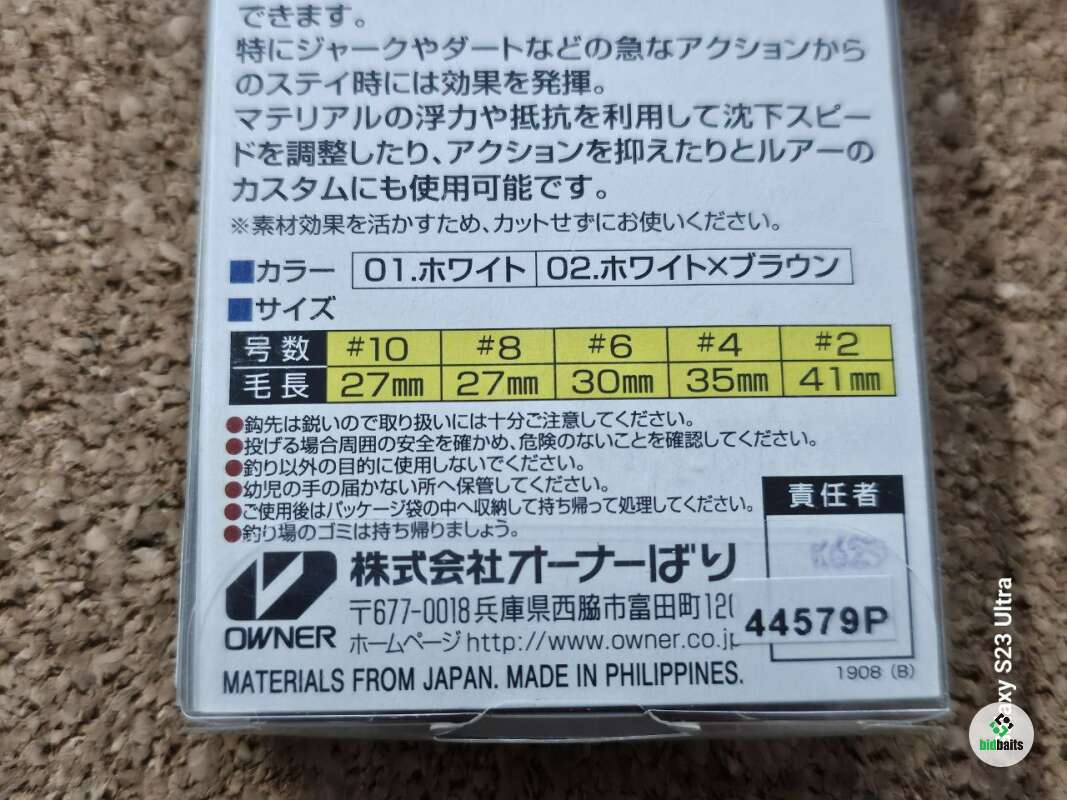 できます。
特にジャークやダートなどの急なアクションから
のステイ時には効果を発揮。
マテリアルの浮力や抵抗を利用して沈下スピー
ドを調整したり、アクションを抑えたりとルアーの
カスタムにも使用可能です。
※素材効果を活かすため、カットせずにお使いください。
■カラー 01.ホワイト 02.ホワイト×ブラウン
■サイズ
号数 #10 #8 #6 #4 #2
毛長 27mm 27mm 30mm 35mm 41mm
●鈎先は鋭いので取り扱いには十分ご注意してください。
●投げる場合周囲の安全を確かめ、危険のないことを確認してください。
●釣り以外の目的に使用しないでください。
●幼児の手の届かない所へ保管してください。
●ご使用後はパッケージ袋の中へ収納して持ち帰って処理してください。
●釣り場のゴミは持ち帰りましょう。
責任者
OWNER
株式会社オーナーばり
〒677-0018 兵庫県西脇市富田町120
ホームページ http://www.owner.co.jp
44579P
MATERIALS FROM JAPAN. MADE IN PHILIPPINES.
1908 (B)
axy S23 Ultra
bidbaits